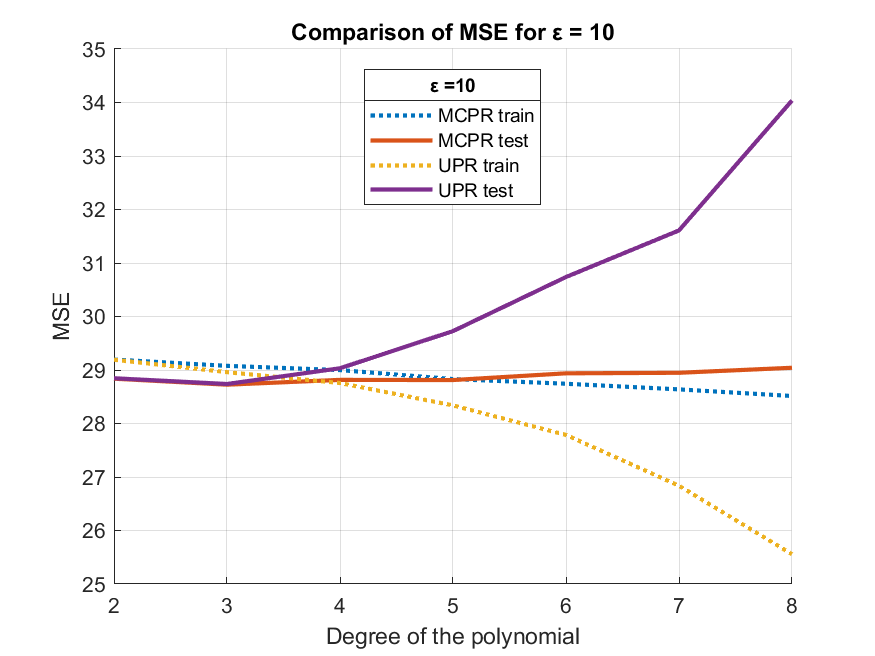 Comparison of MSE for ε = 10
ε =10
MCPR train
MCPR test
UPR train
UPR test
MSE
35
34
33
32
31
30
29
28
27
26
25
2 3 4 5 6 7 8
Degree of the polynomial